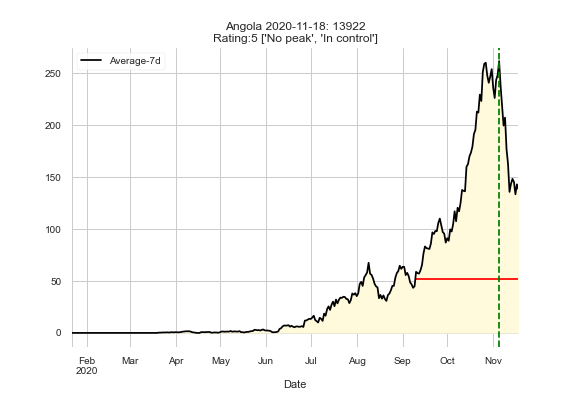 Angola 2020-11-18: 13922
Rating:5 ['No peak', 'In control']
Average-7d
250
200
150
100
50
0
Feb Mar Apr May Jun Jul Aug Sep Oct Nov
2020
Date